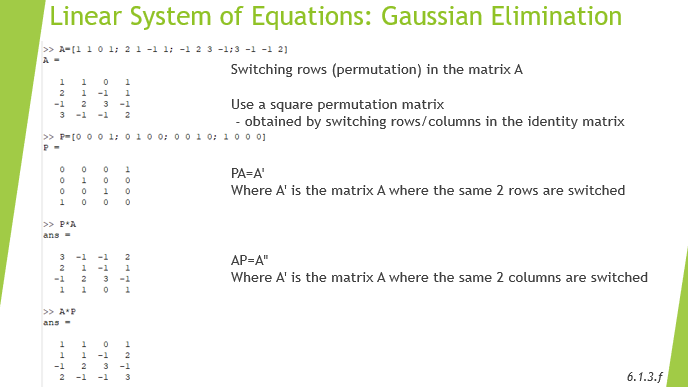 Linear System of Equations: Gaussian Elimination
>> A=[1 1 0 1; 2 1 -1 1; -1 2 3 -1;3 -1 -1 2]
A =
1 1 0 1
2 1 -1 1
-1 2 3 -1
3 -1 -1 2
Switching rows (permutation) in the matrix A
Use a square permutation matrix
- obtained by switching rows/columns in the identity matrix
>> P=[0 0 0 1; 0 1 0 0; 0 0 1 0; 1 0 0 0]
P =
0 0 0 1
0 1 0 0
0 0 1 0
1 0 0 0
PA=A'
Where A' is the matrix A where the same 2 rows are switched
>> P*A
ans =
3 -1 -1 2
2 1 -1 1
-1 2 3 -1
1 1 0 1
AP=A"
Where A' is the matrix A where the same 2 columns are switched
>> A*P
ans =
1 1 0 1
1 1 -1 2
-1 2 3 -1
2 -1 -1 3
6.1.3.f